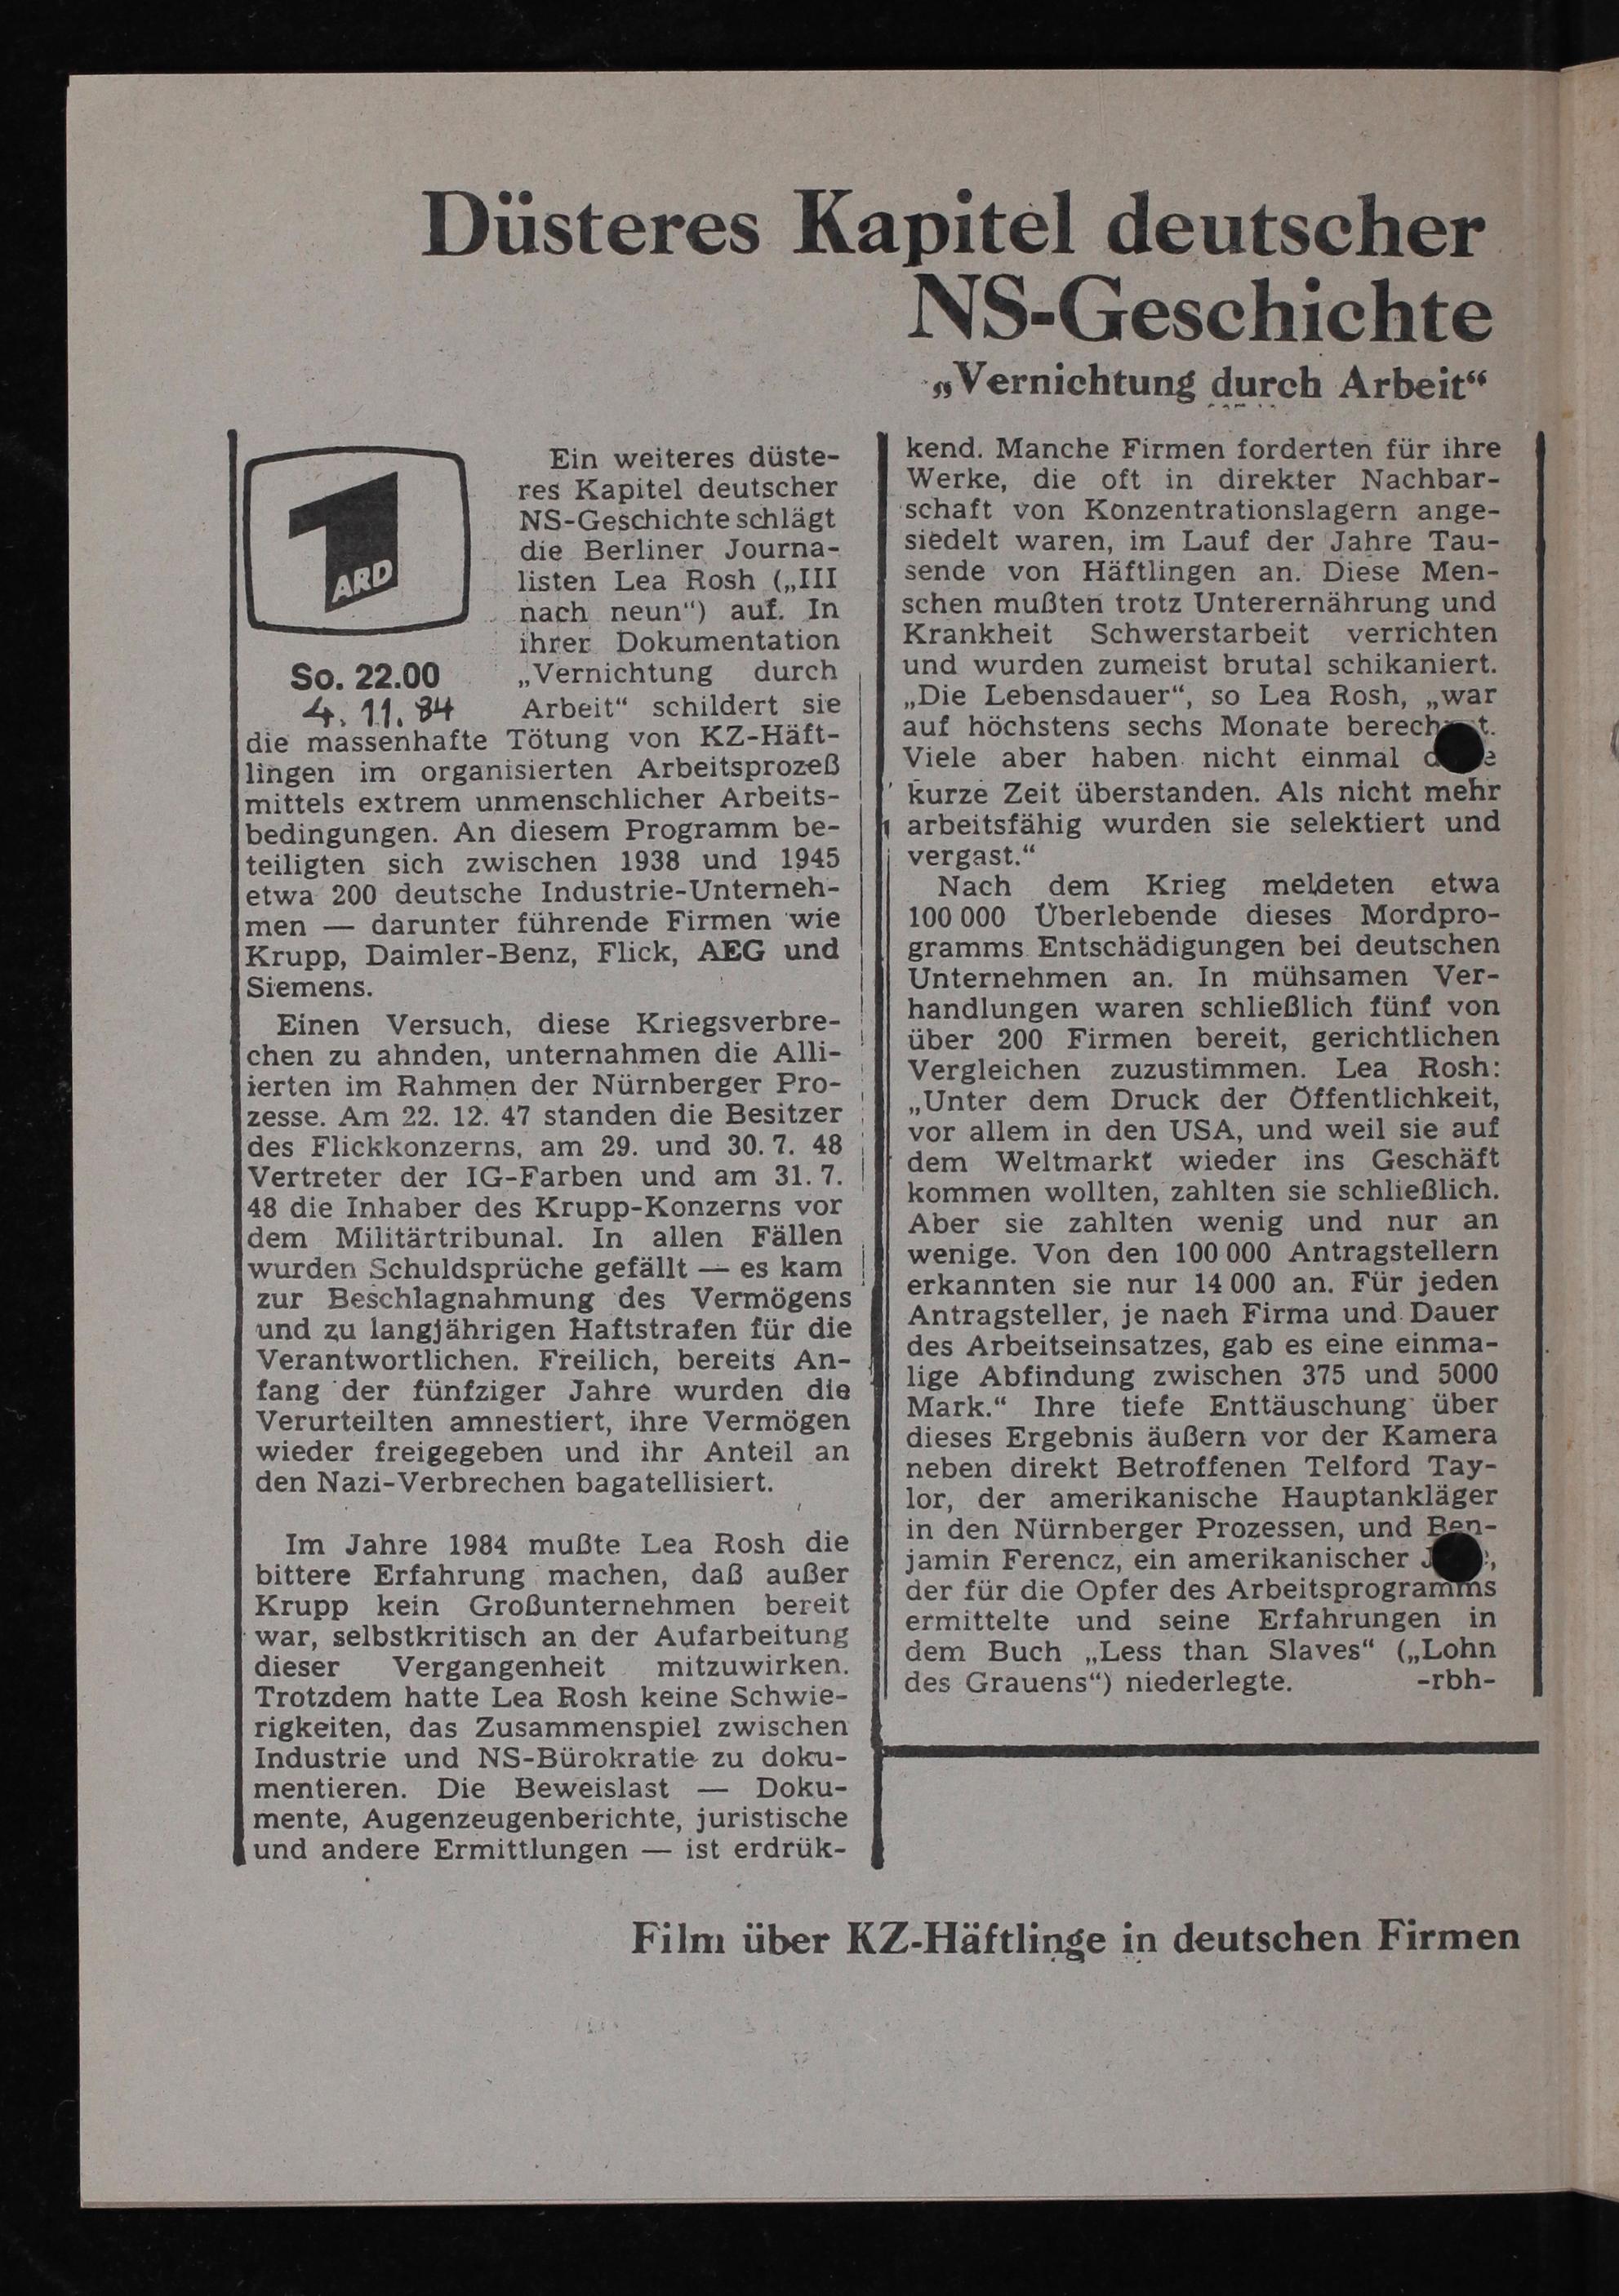 Düsteres Kapitel deutscher
NS-Geschichte
„Vernichtung durch Arbeit“
1
ARD
So. 22.00
4. 11. 84
Ein weiteres düste-
res Kapitel deutscher
NS-Geschichte schlägt
die Berliner Journa-
listen Lea Rosh („III
nach neun“) auf. In
ihrer Dokumentation
„Vernichtung durch
Arbeit“ schildert sie
die massenhafte Tötung von KZ-Häft-
lingen im organisierten Arbeitsprozeß
mittels extrem unmenschlicher Arbeits-
bedingungen. An diesem Programm be-
teiligten sich zwischen 1938 und 1945
etwa 200 deutsche Industrie-Unterneh-
men — darunter führende Firmen wie
Krupp, Daimler-Benz, Flick, AEG und
Siemens.
Einen Versuch, diese Kriegsverbre-
chen zu ahnden, unternahmen die Alli-
ierten im Rahmen der Nürnberger Pro-
zesse. Am 22. 12. 47 standen die Besitzer
des Flickkonzerns, am 29. und 30. 7. 48
Vertreter der IG-Farben und am 31. 7.
48 die Inhaber des Krupp-Konzerns vor
dem Militärtribunal. In allen Fällen
wurden Schuldsprüche gefällt — es kam
zur Beschlagnahmung des Vermögens
und zu langjährigen Haftstrafen für die
Verantwortlichen. Freilich, bereits An-
fang der fünfziger Jahre wurden die
Verurteilten amnestiert, ihre Vermögen
wieder freigegeben und ihr Anteil an
den Nazi-Verbrechen bagatellisiert.
Im Jahre 1984 mußte Lea Rosh die
bittere Erfahrung machen, daß außer
Krupp kein Großunternehmen bereit
war, selbstkritisch an der Aufarbeitung
dieser Vergangenheit mitzuwirken.
Trotzdem hatte Lea Rosh keine Schwie-
rigkeiten, das Zusammenspiel zwischen
Industrie und NS-Bürokratie zu doku-
mentieren. Die Beweislast — Doku-
mente, Augenzeugenberichte, juristische
und andere Ermittlungen — ist erdrük-
kend. Manche Firmen forderten für ihre
Werke, die oft in direkter Nachbar-
schaft von Konzentrationslagern ange-
siedelt waren, im Lauf der Jahre Tau-
sende von Häftlingen an. Diese Men-
schen mußten trotz Unterernährung und
Krankheit Schwerstarbeit verrichten
und wurden zumeist brutal schikaniert.
„Die Lebensdauer“, so Lea Rosh, „war
auf höchstens sechs Monate
Viele aber haben nicht einmal
kurze Zeit überstanden. Als nicht mehr
arbeitsfähig wurden sie selektiert und
vergast.“
Nach dem Krieg meldeten etwa
100 000 Überlebende dieses Mordpro-
gramms Entschädigungen bei deutschen
Unternehmen an. In mühsamen Ver-
handlungen waren schließlich fünf von
über 200 Firmen bereit, gerichtlichen
Vergleichen zuzustimmen. Lea Rosh:
„Unter dem Druck der Öffentlichkeit,
vor allem in den USA, und weil sie auf
dem Weltmarkt wieder ins Geschäft
kommen wollten, zahlten sie schließlich.
Aber sie zahlten wenig und nur an
wenige. Von den 100 000 Antragstellern
erkannten sie nur 14 000 an. Für jeden
Antragsteller, je nach Firma und Dauer
des Arbeitseinsatzes, gab es eine einma-
lige Abfindung zwischen 375 und 5000
Mark.“ Ihre tiefe Enttäuschung über
dieses Ergebnis äußern vor der Kamera
neben direkt Betroffenen Telford Tay-
lor, der amerikanische Hauptankläger
in den Nürnberger Prozessen, und Ben-
jamin Ferencz, ein amerikanischer
der für die Opfer des Arbeitsprogramms
ermittelte und seine Erfahrungen in
dem Buch „Less than Slaves“ („Lohn
des Grauens“) niederlegte. -rbh-
Film über KZ-Häftlinge in deutschen Firmen